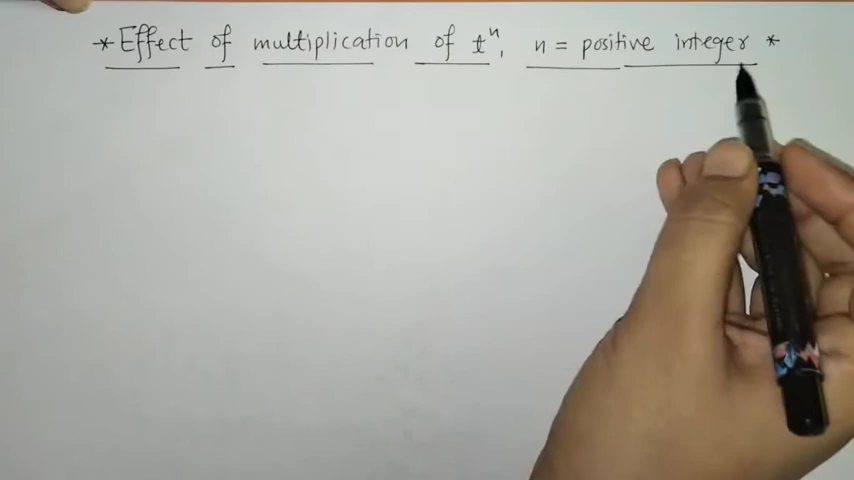 *Effect of multiplication of tⁿ, n = positive integer *